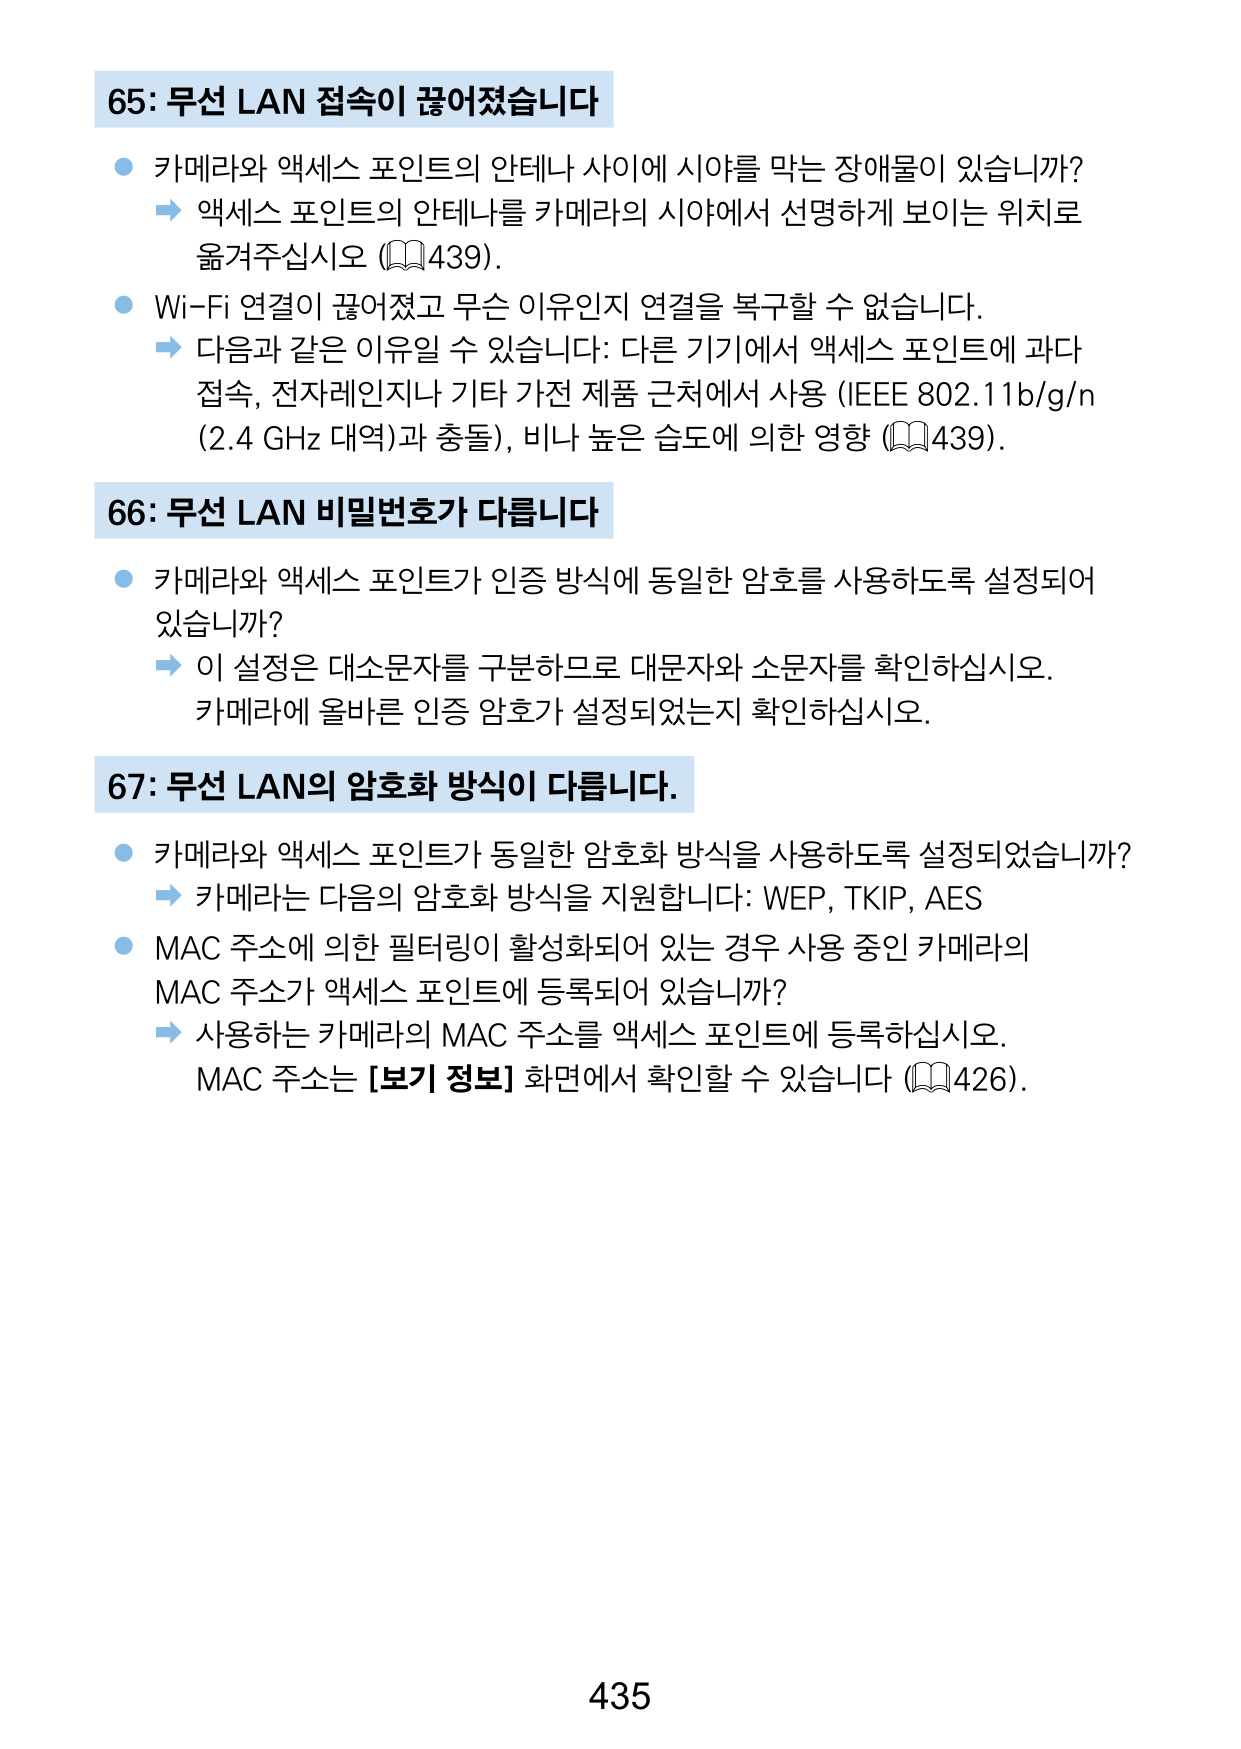 65: 무선 LAN 접속이 끊어졌습니다
● 카메라와 액세스 포인트의 안테나 사이에 시야를 막는 장애물이 있습니까?
➡ 액세스 포인트의 안테나를 카메라의 시야에서 선명하게 보이는 위치로
옮겨주십시오 (📖439).
● Wi-Fi 연결이 끊어졌고 무슨 이유인지 연결을 복구할 수 없습니다.
➡ 다음과 같은 이유일 수 있습니다: 다른 기기에서 액세스 포인트에 과다
접속, 전자레인지나 기타 가전 제품 근처에서 사용 (IEEE 802.11b/g/n
(2.4 GHz 대역)과 충돌), 비나 높은 습도에 의한 영향 (📖439).
66: 무선 LAN 비밀번호가 다릅니다
● 카메라와 액세스 포인트가 인증 방식에 동일한 암호를 사용하도록 설정되어
있습니까?
➡ 이 설정은 대소문자를 구분하므로 대문자와 소문자를 확인하십시오.
카메라에 올바른 인증 암호가 설정되었는지 확인하십시오.
67: 무선 LAN의 암호화 방식이 다릅니다.
● 카메라와 액세스 포인트가 동일한 암호화 방식을 사용하도록 설정되었습니까?
➡ 카메라는 다음의 암호화 방식을 지원합니다: WEP, TKIP, AES
● MAC 주소에 의한 필터링이 활성화되어 있는 경우 사용 중인 카메라의
MAC 주소가 액세스 포인트에 등록되어 있습니까?
➡ 사용하는 카메라의 MAC 주소를 액세스 포인트에 등록하십시오.
MAC 주소는 [보기 정보] 화면에서 확인할 수 있습니다 (📖426).
435